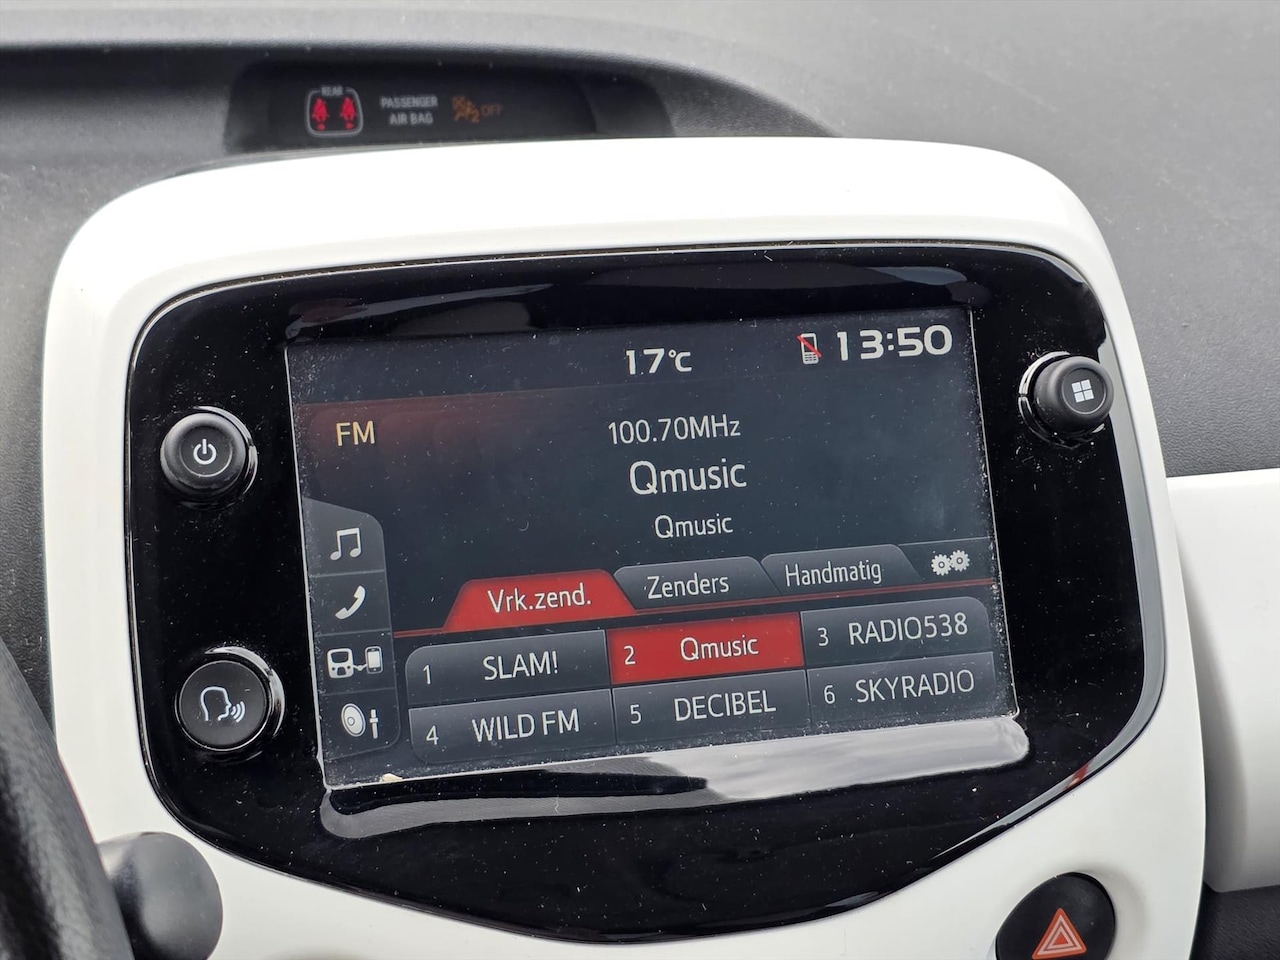 REAR
PASSENGER
AIR BAG
2 OFF
17°C
13:50
FM
100.70MHz
Qmusic
Qmusic
Vrk.zend.
Zenders
Handmatig
1 SLAM!
2 Qmusic
3 RADIO538
4 WILD FM
5 DECIBEL
6 SKYRADIO